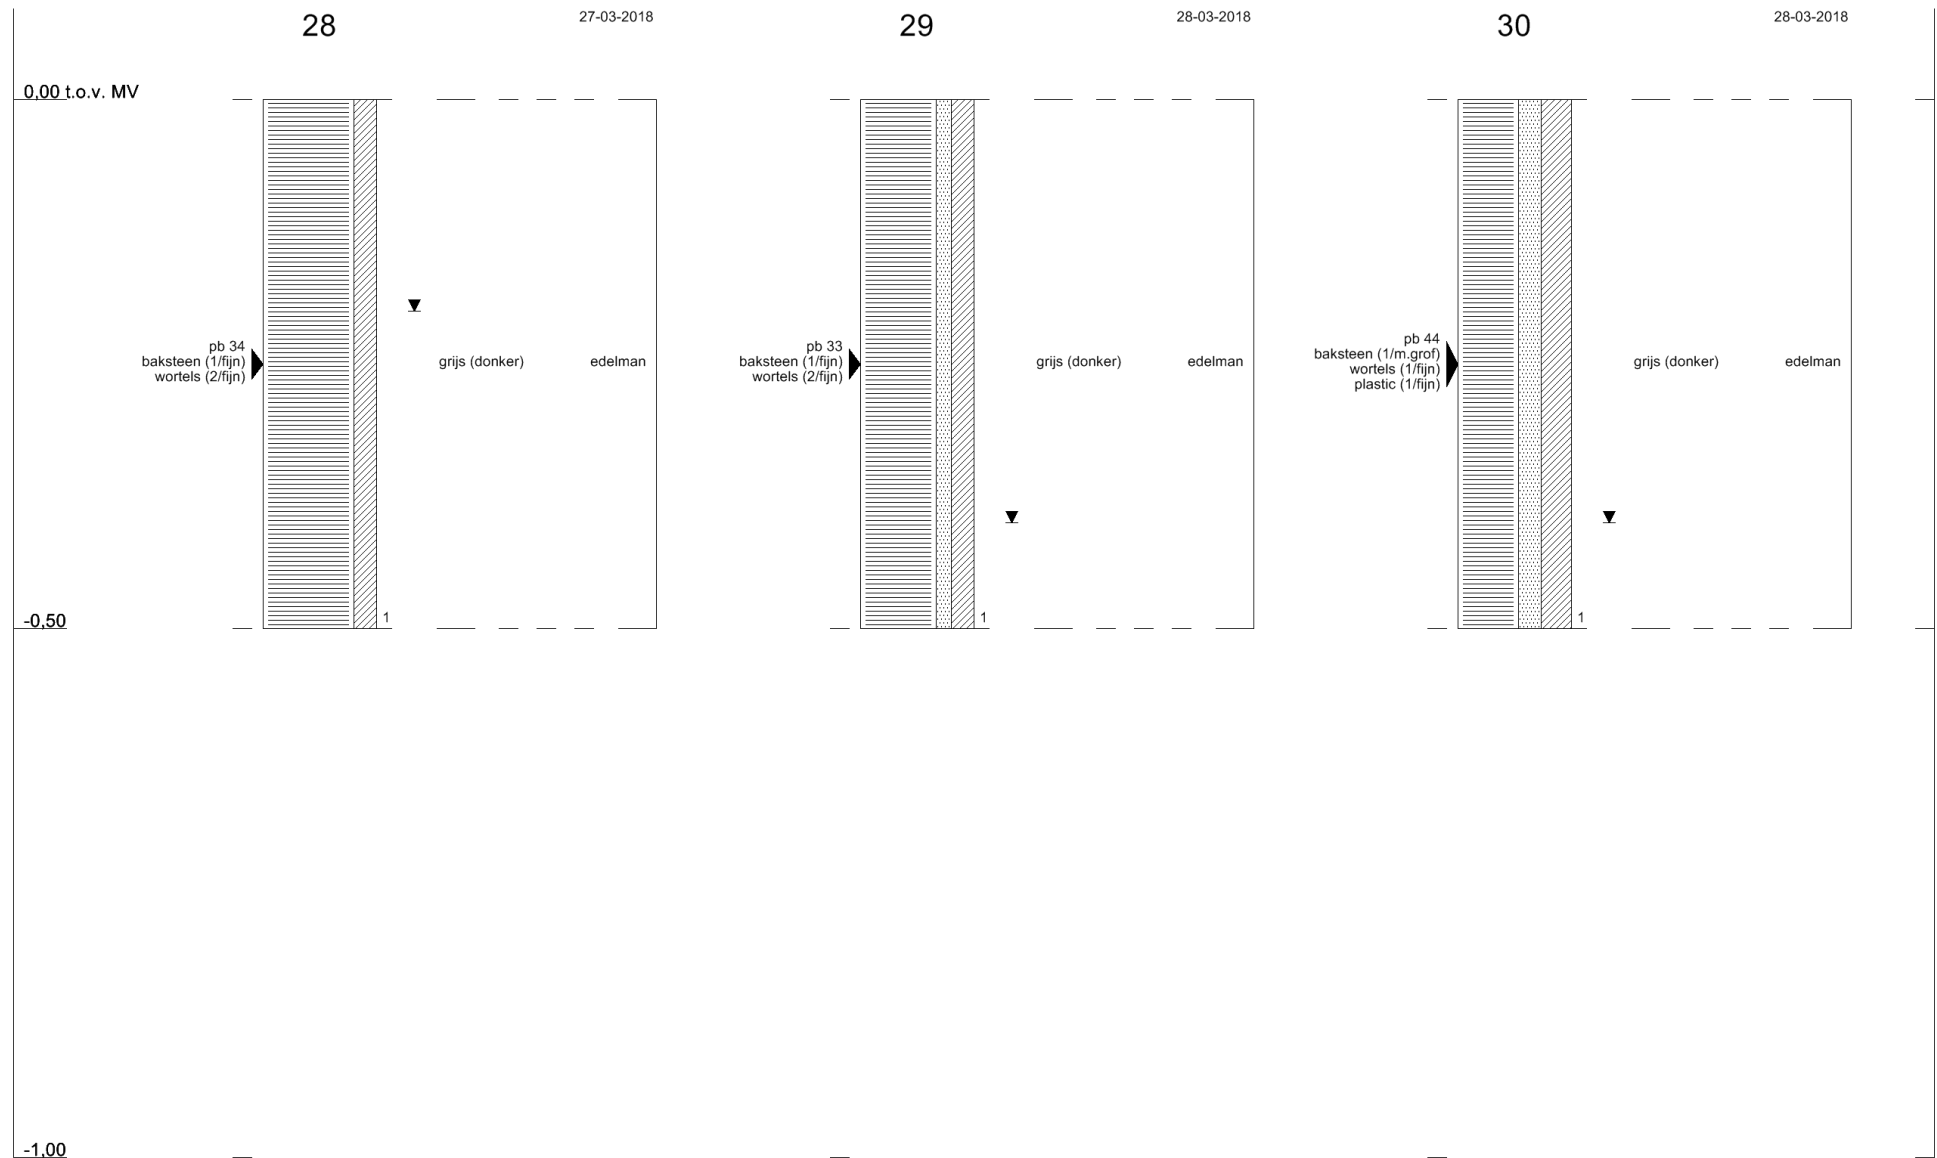 28
27-03-2018
29
28-03-2018
30
28-03-2018
0,00 t.o.v. MV
pb 34
baksteen (1/fijn)
wortels (2/fijn)
grijs (donker)
edelman
1
pb 33
baksteen (1/fijn)
wortels (2/fijn)
grijs (donker)
edelman
1
pb 44
baksteen (1/m.grof)
wortels (1/fijn)
plastic (1/fijn)
grijs (donker)
edelman
1
-0,50
-1,00